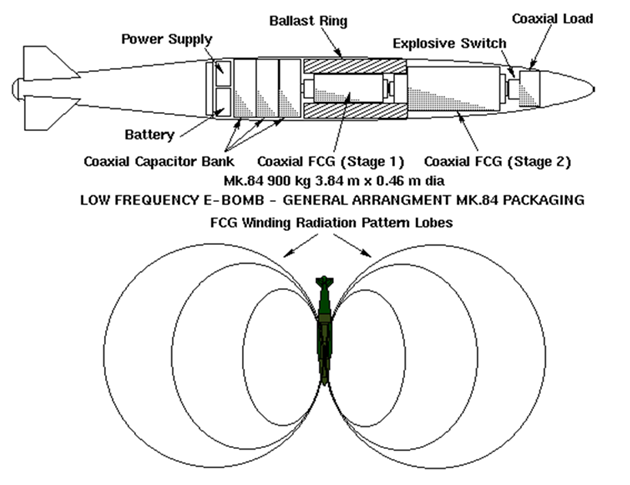 Coaxial Load
Ballast Ring
Power Supply
Explosive Switch
Battery
Coaxial Capacitor Bank
Coaxial FCG (Stage 1)
Coaxial FCG (Stage 2)
Mk.84 900 kg 3.84 m x 0.46 m dia
LOW FREQUENCY E-BOMB - GENERAL ARRANGMENT MK.84 PACKAGING
FCG Winding Radiation Pattern Lobes